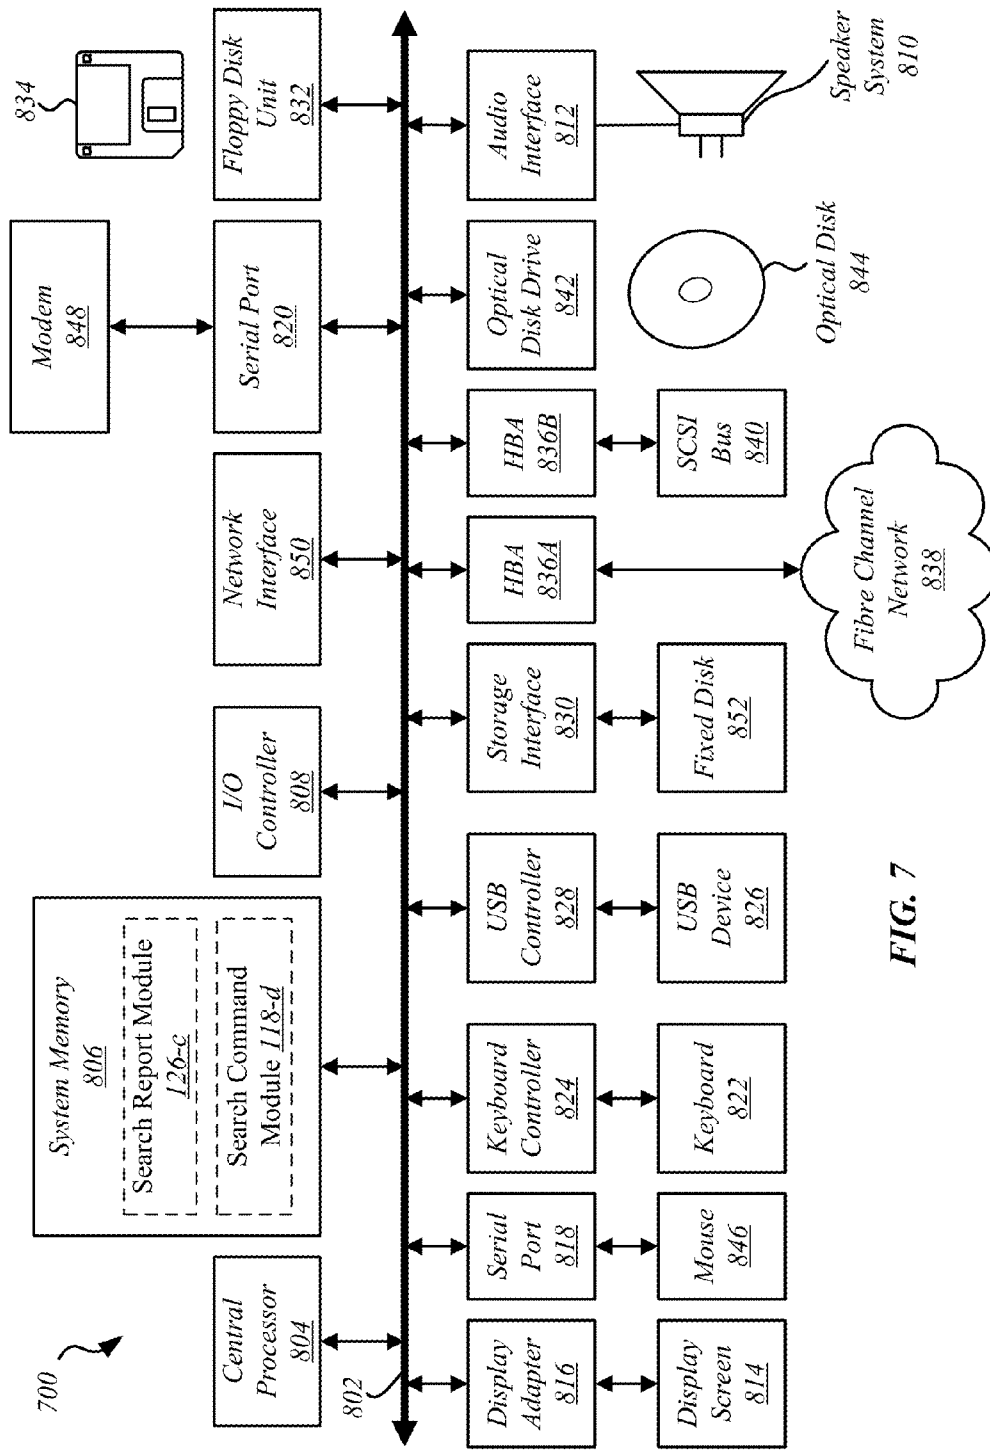 700
Central
Processor
804
System Memory
806
Search Report Module
126-c
Search Command
Module 118-d
I/O
Controller
808
Network
Interface
850
Modem
848
Serial Port
820
834
Floppy Disk
Unit
832
802
Display
Adapter
816
Serial
Port
818
Keyboard
Controller
824
USB
Controller
828
Storage
Interface
830
HBA
836A
HBA
836B
Optical
Disk Drive
842
Audio
Interface
812
Display
Screen
814
Mouse
846
Keyboard
822
USB
Device
826
Fixed Disk
852
Fibre Channel
Network
838
SCSI
Bus
840
Optical Disk
844
Speaker
System
810
FIG. 7